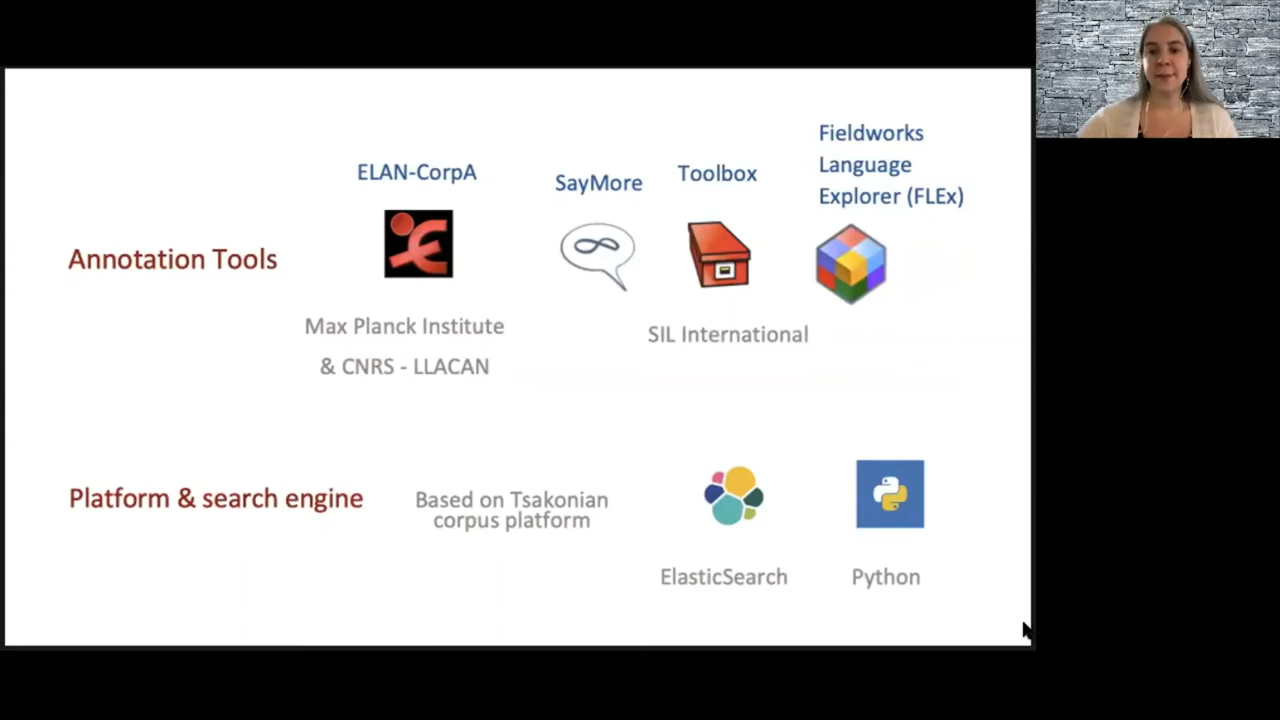 ELAN-CorpA
SayMore
Toolbox
Fieldworks
Language
Explorer (FLEx)
Annotation Tools
Max Planck Institute
& CNRS - LLACAN
SIL International
Platform & search engine
Based on Tsakonian
corpus platform
ElasticSearch
Python